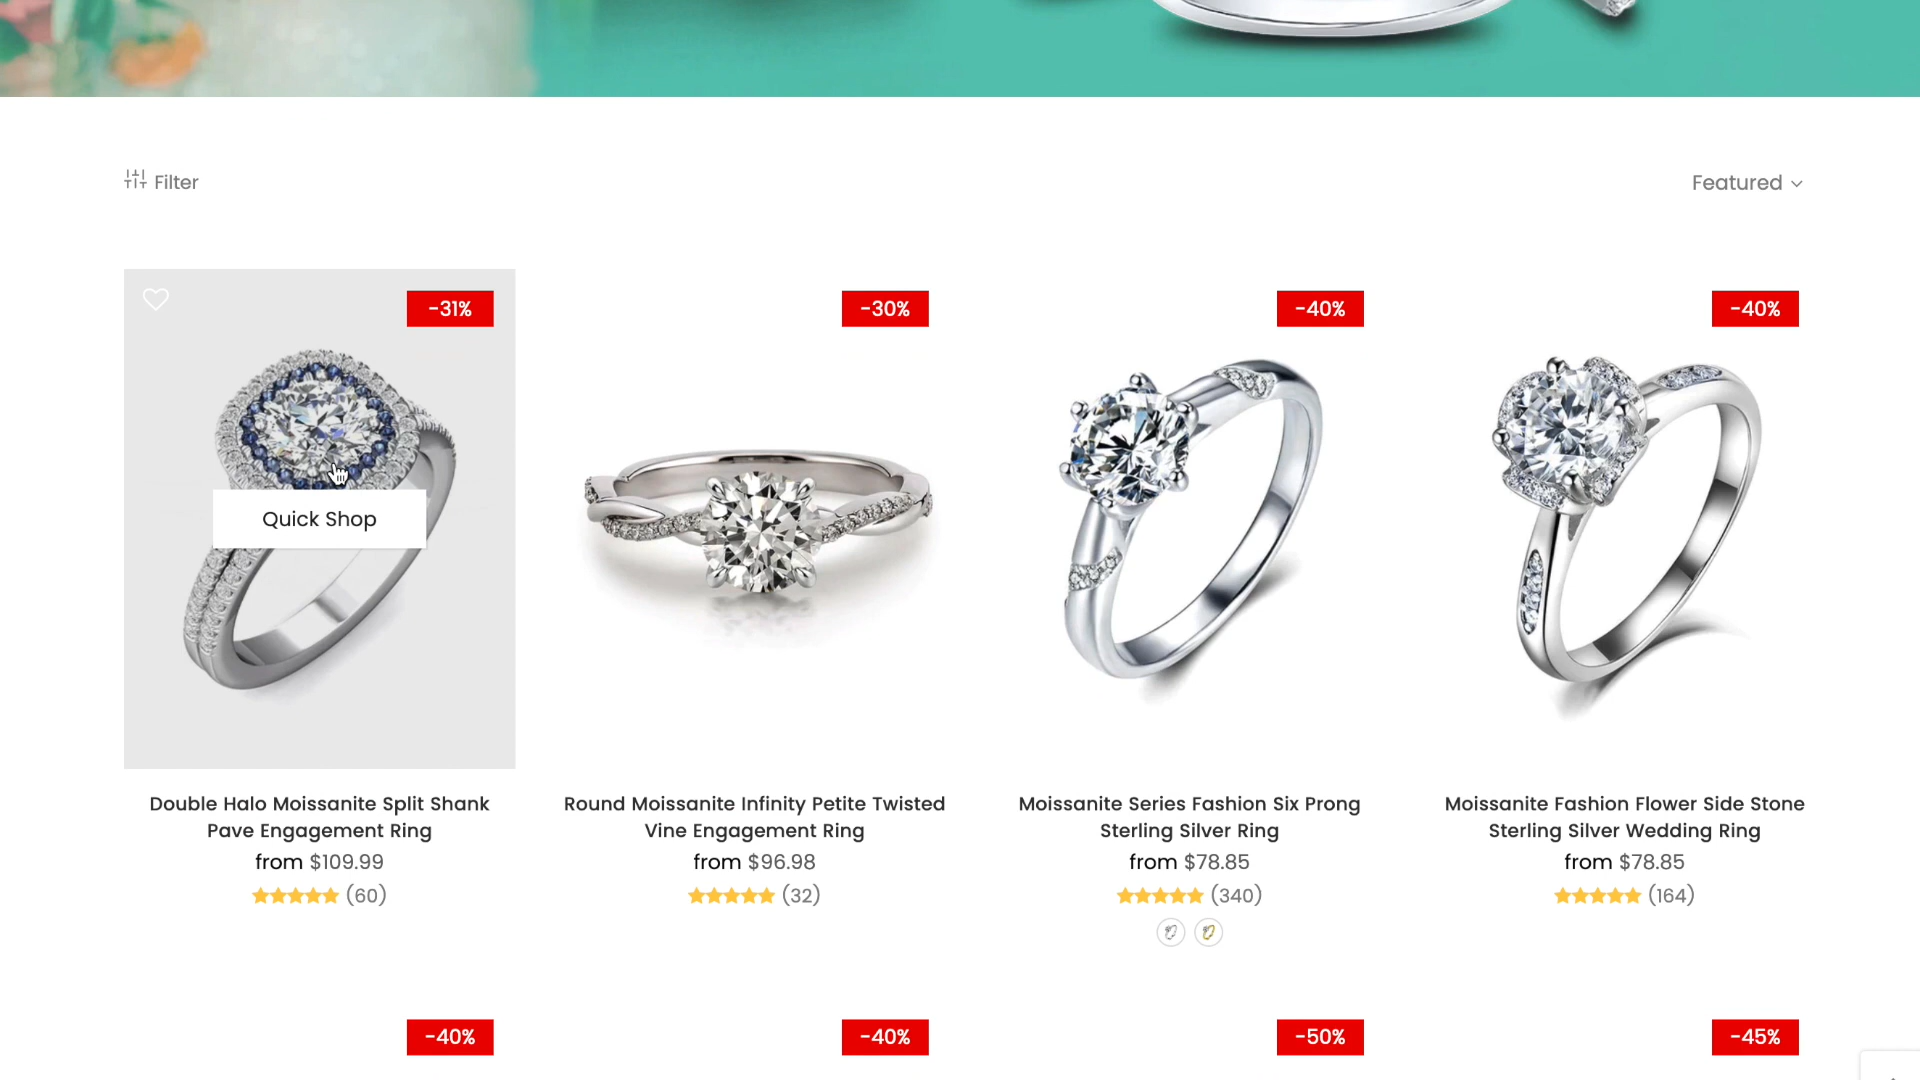 Filter
Featured
-31%
-30%
-40%
-40%
Quick Shop
Double Halo Moissanite Split Shank
Pave Engagement Ring
from $109.99
(60)
Round Moissanite Infinity Petite Twisted
Vine Engagement Ring
from $96.98
(32)
Moissanite Series Fashion Six Prong
Sterling Silver Ring
from $78.85
(340)
Moissanite Fashion Flower Side Stone
Sterling Silver Wedding Ring
from $78.85
(164)
-40%
-40%
-50%
-45%